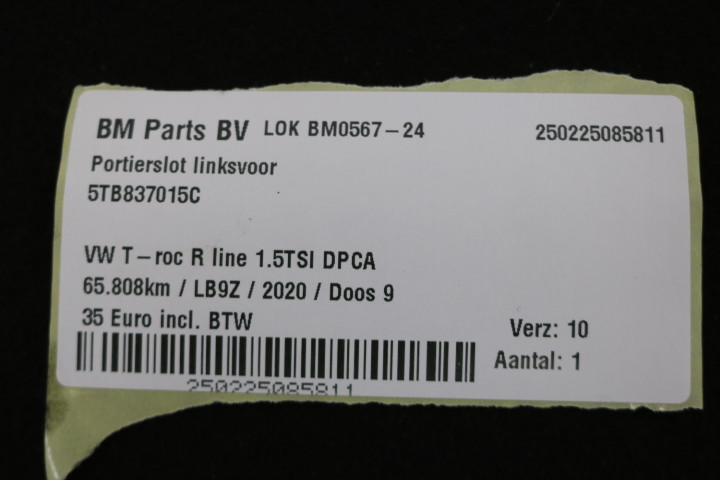 BM Parts BV LOK BM0567-24 250225085811
Portierslot linksvoor
5TB837015C
VW T-roc R line 1.5TSI DPCA
65.808km / LB9Z / 2020 / Doos 9
35 Euro incl. BTW
Verz: 10
Aantal: 1
250225085811